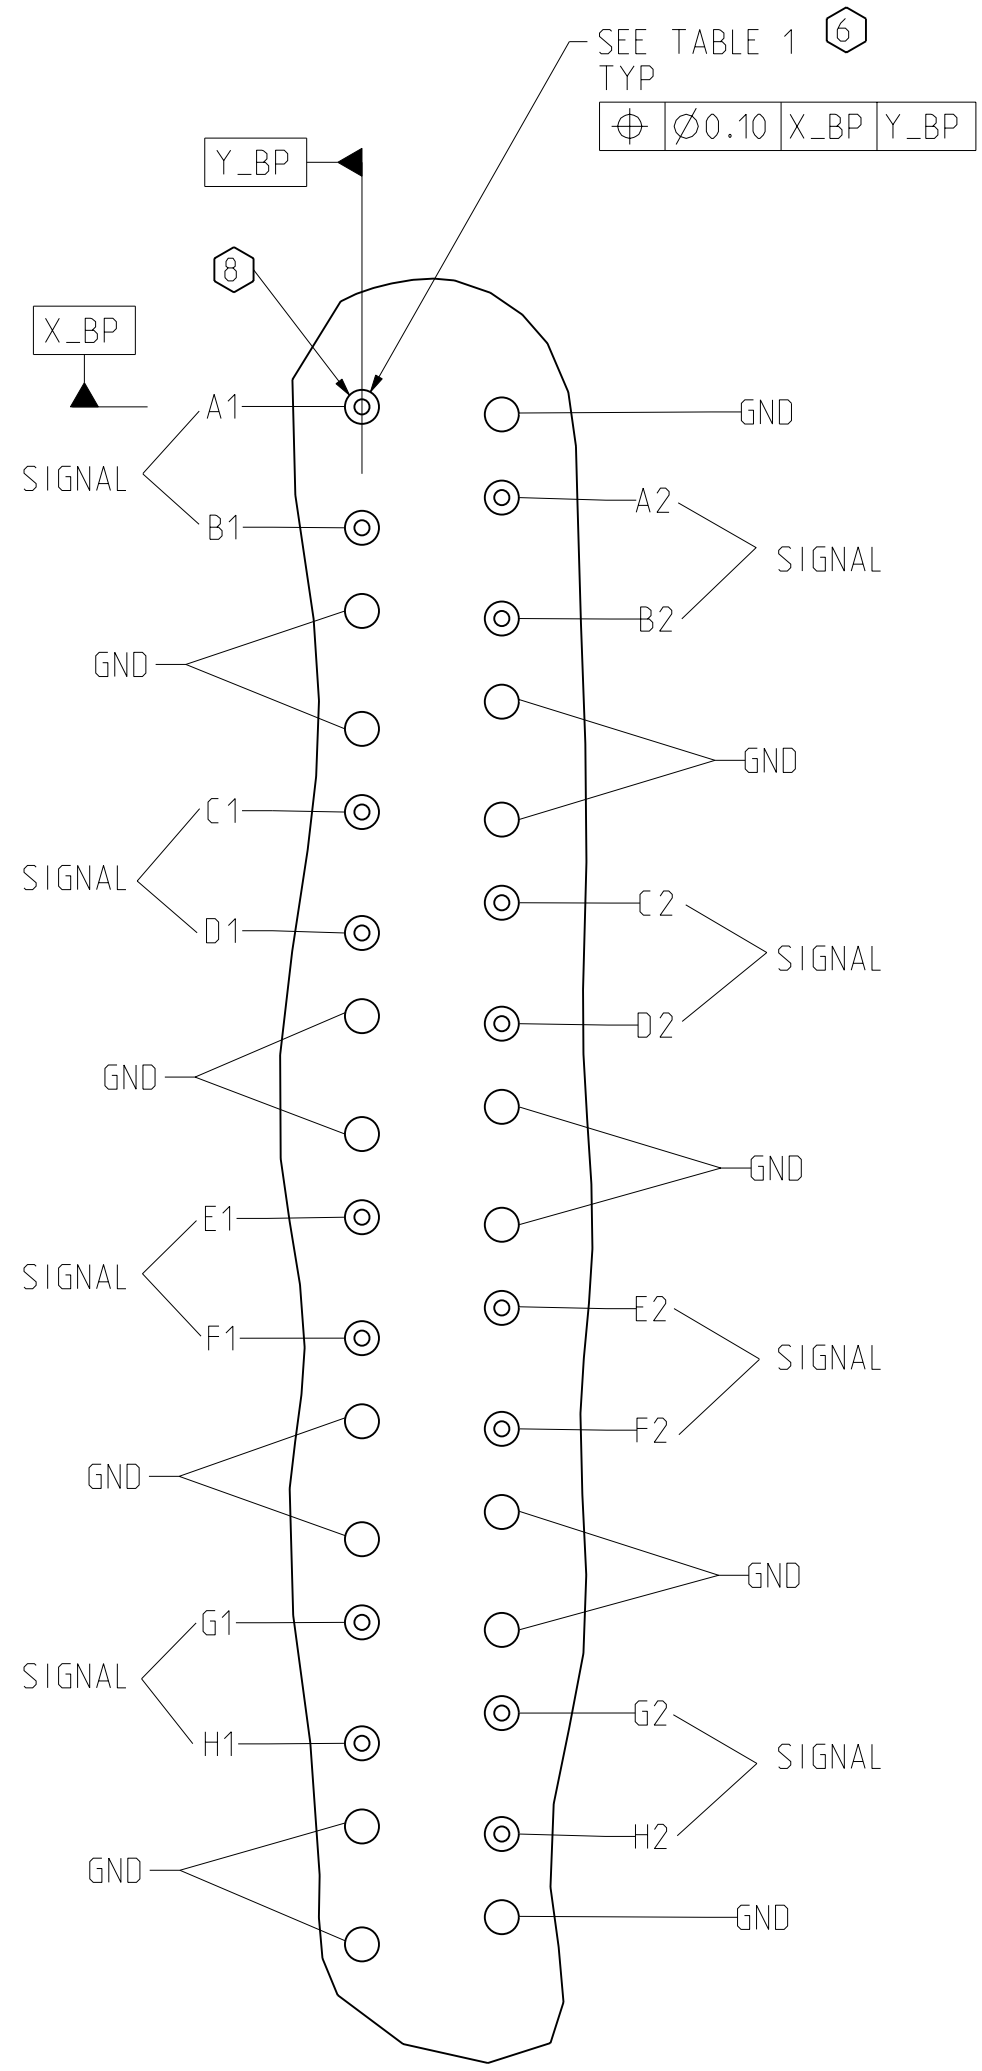 SEE TABLE 1 6
TYP
⌖ Ø0.10 X_BP Y_BP
Y_BP
8
X_BP
A1
GND
SIGNAL
A2
B1
SIGNAL
B2
GND
GND
C1
SIGNAL
C2
D1
SIGNAL
D2
GND
GND
E1
SIGNAL
E2
F1
SIGNAL
F2
GND
GND
G1
SIGNAL
G2
H1
SIGNAL
H2
GND
GND